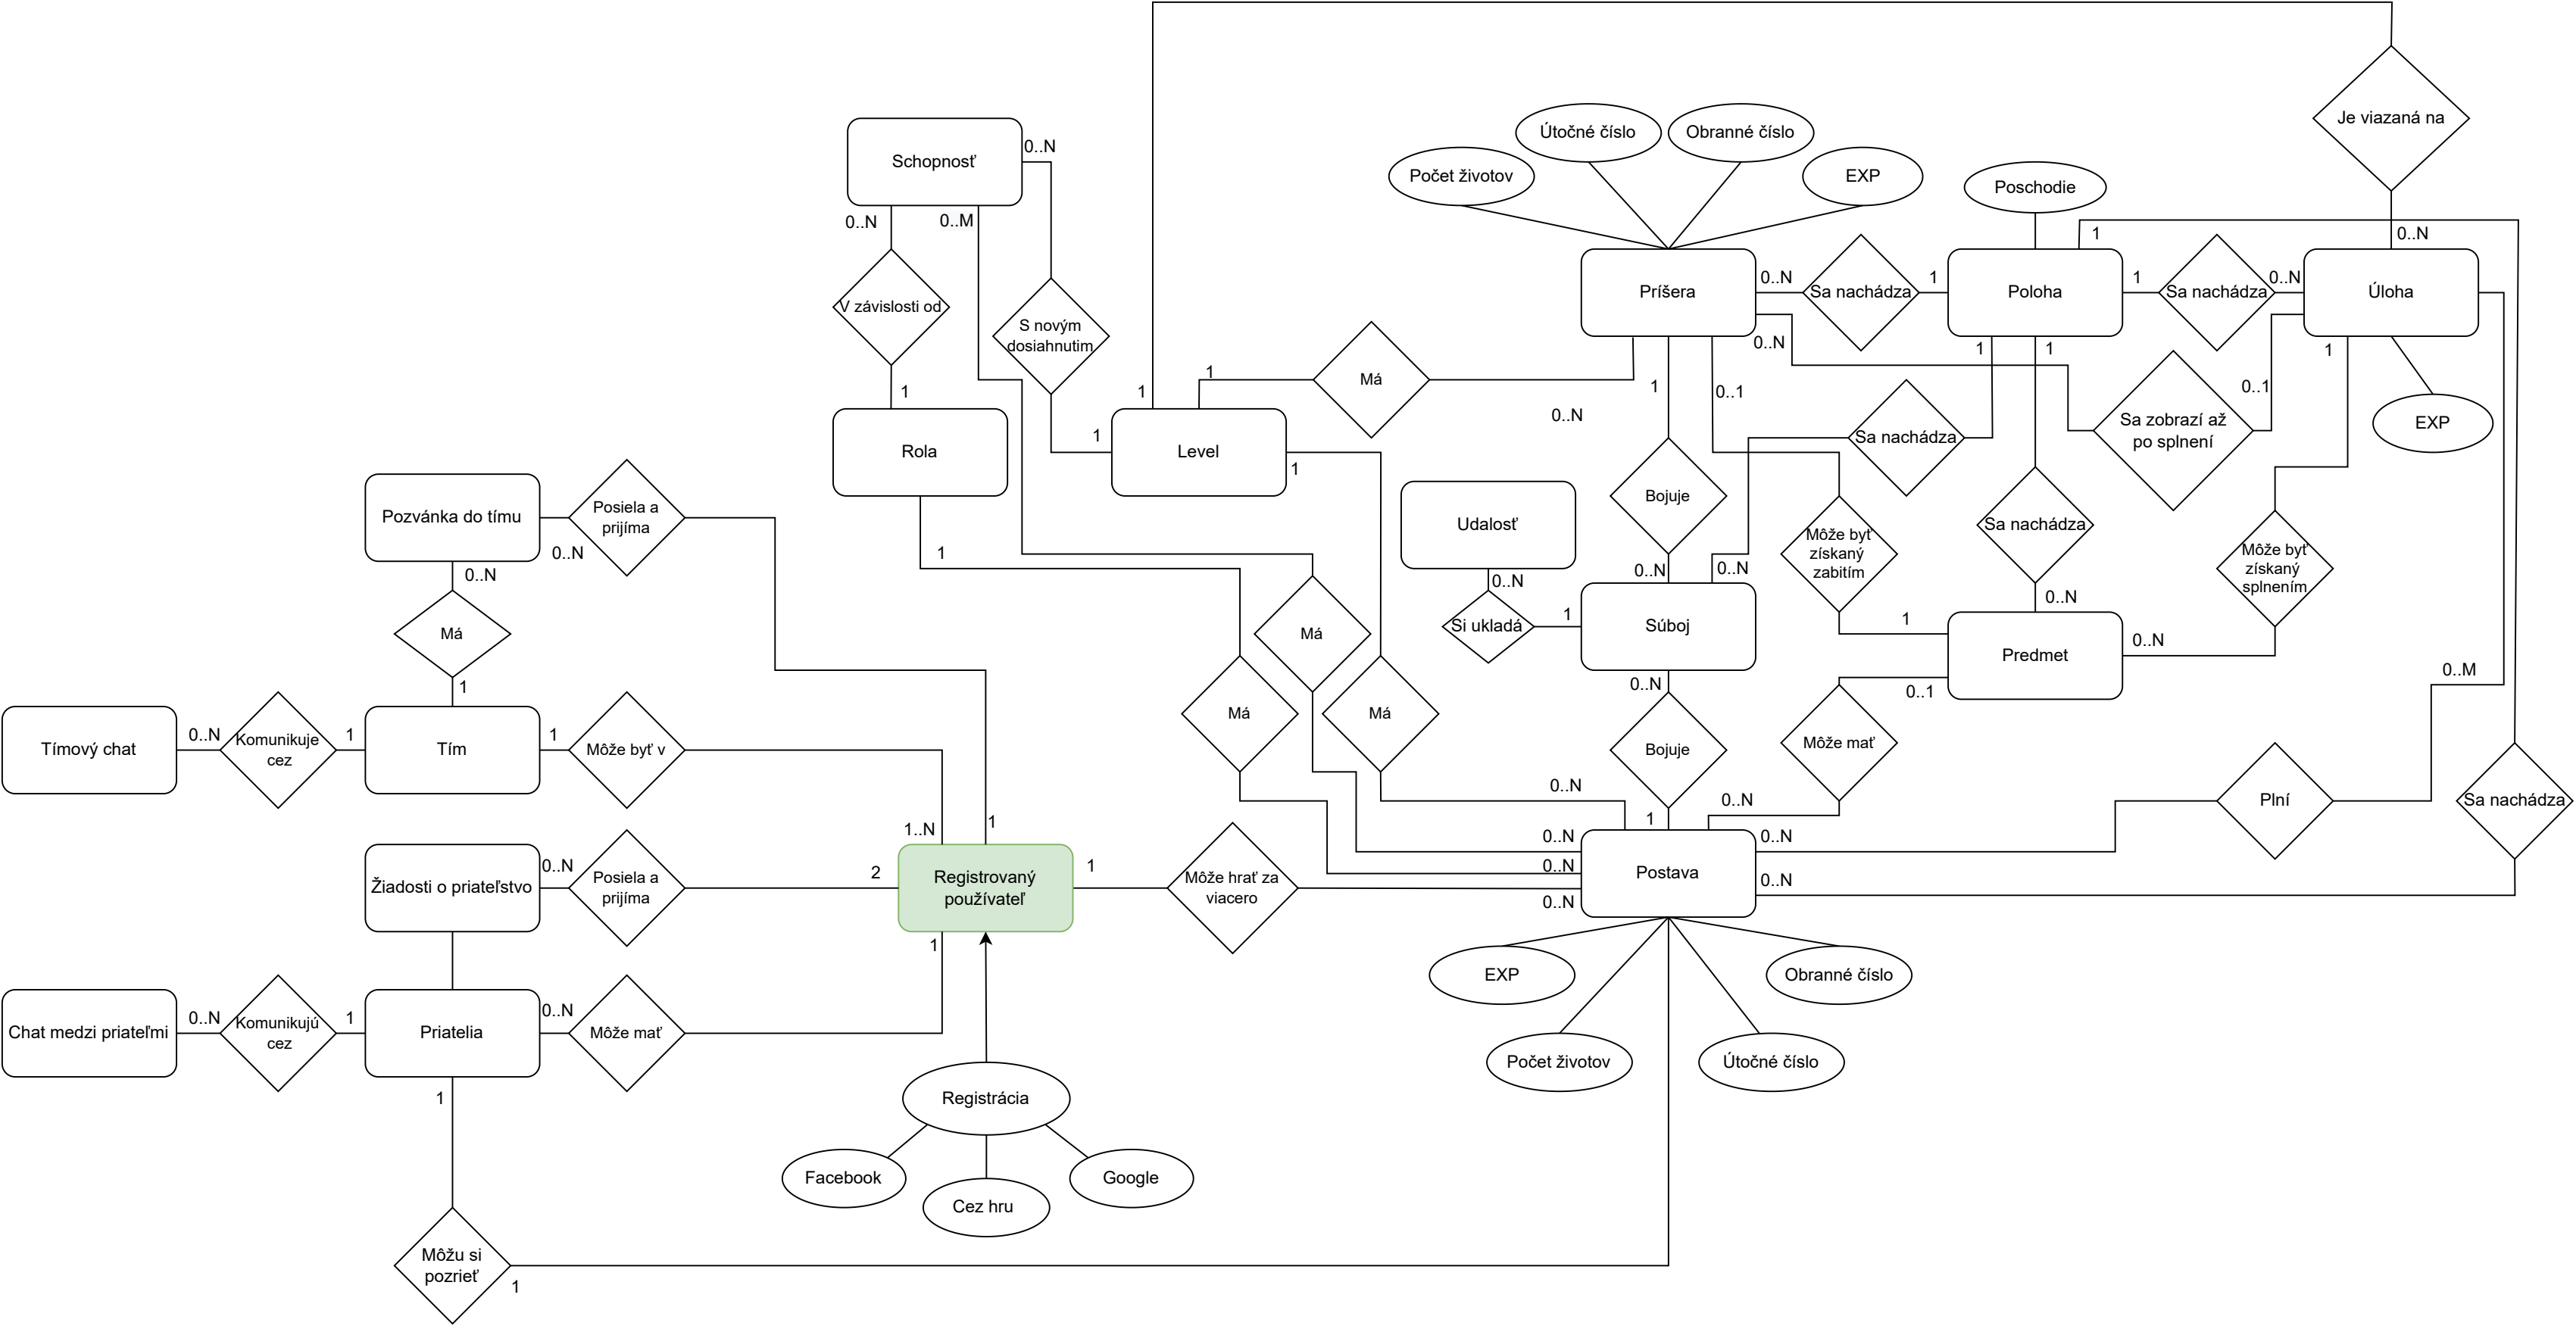 Je viazaná na
Útočné číslo
Obranné číslo
Schopnosť
0..N
Počet životov
EXP
Poschodie
0..N
0..M
1
0..N
Príšera
0..N
Sa nachádza
1
Poloha
1
Sa nachádza
0..N
Úloha
V závislosti od
S novým
dosiahnutim
0..N
1
1
1
1
Má
1
1
0..1
0..1
1
0..N
Sa zobrazí až
po splnení
EXP
Rola
1
Level
1
Sa nachádza
Pozvánka do tímu
Posiela a
prijíma
0..N
Bojuje
Udalosť
Sa nachádza
1
Môže byť
získaný
zabitím
Môže byť
získaný
splnením
0..N
0..N
0..N
0..N
0..N
Má
Má
Si ukladá
1
Súboj
1
Predmet
0..N
0..M
1
0..N
0..1
Tímový chat
0..N
Komunikuje
cez
1
Tím
1
Môže byť v
Má
Má
Bojuje
Môže mať
Plní
Sa nachádza
0..N
0..N
1..N
1
1
0..N
0..N
Žiadosti o priateľstvo
0..N
Posiela a
prijíma
2
Registrovaný
používateľ
1
Môže hrať za
viacero
0..N
Postava
0..N
0..N
1
EXP
Obranné číslo
Chat medzi priateľmi
0..N
Komunikujú
cez
1
Priatelia
0..N
Môže mať
Počet životov
Útočné číslo
1
Registrácia
Facebook
Google
Cez hru
Môžu si
pozrieť
1